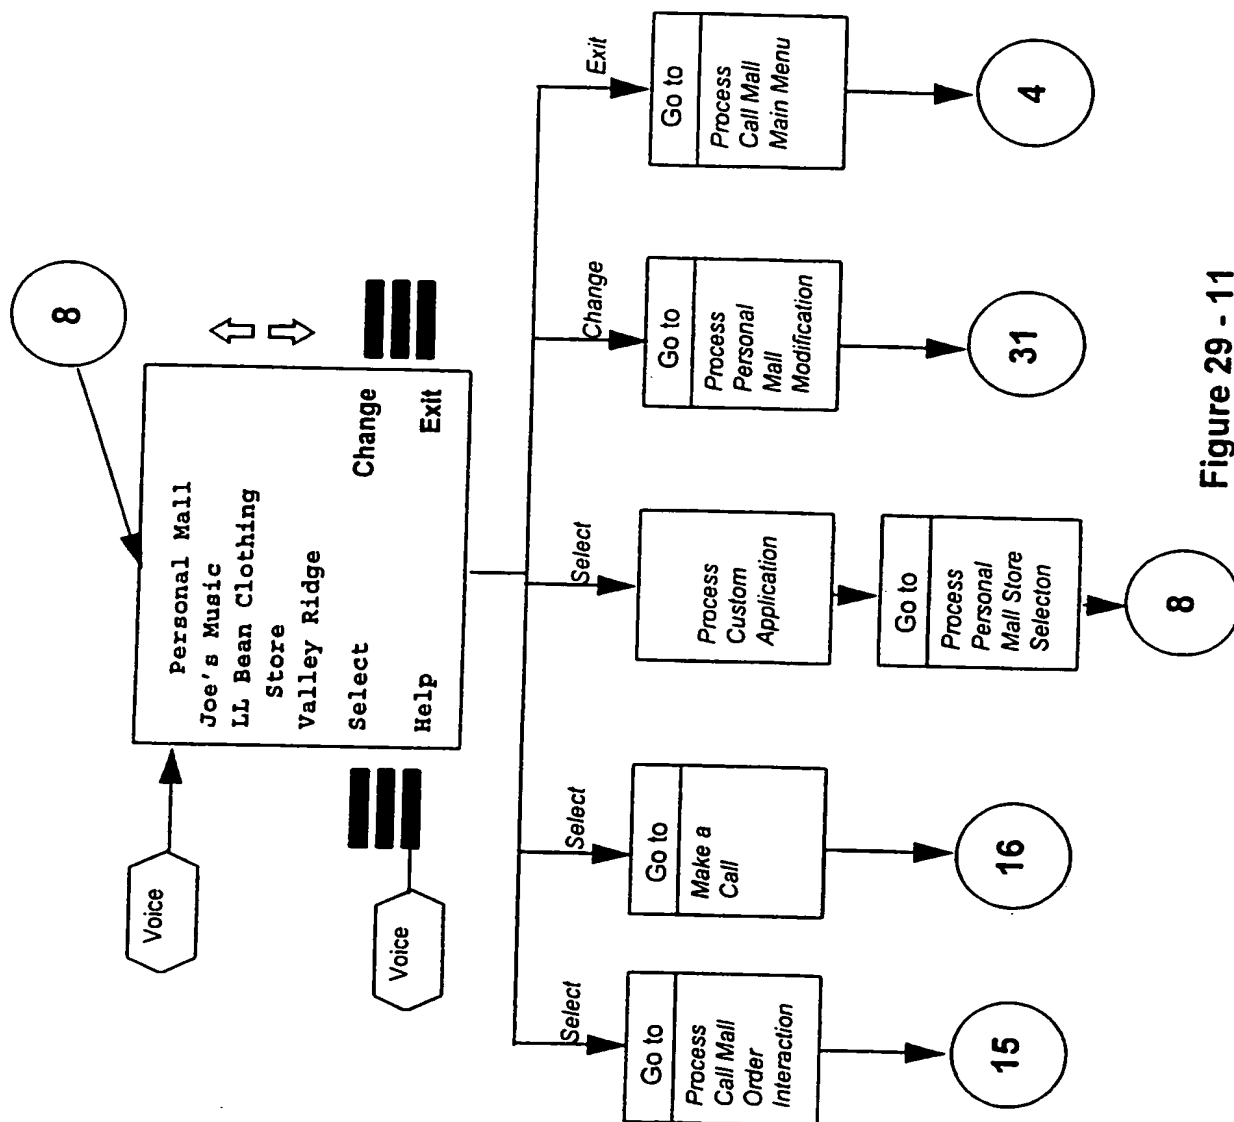 8
Voice
Personal Mall
Joe's Music
LL Bean Clothing
Store
Valley Ridge
Select
Change
Help
Exit
Voice
Select
Select
Select
Change
Exit
Go to
Process
Call Mall
Order
Interaction
15
Go to
Make a
Call
16
Process
Custom
Application
Go to
Process
Personal
Mall Store
Selecton
8
Go to
Process
Personal
Mall
Modification
31
Go to
Process
Call Mall
Main Menu
4
Figure 29 - 11